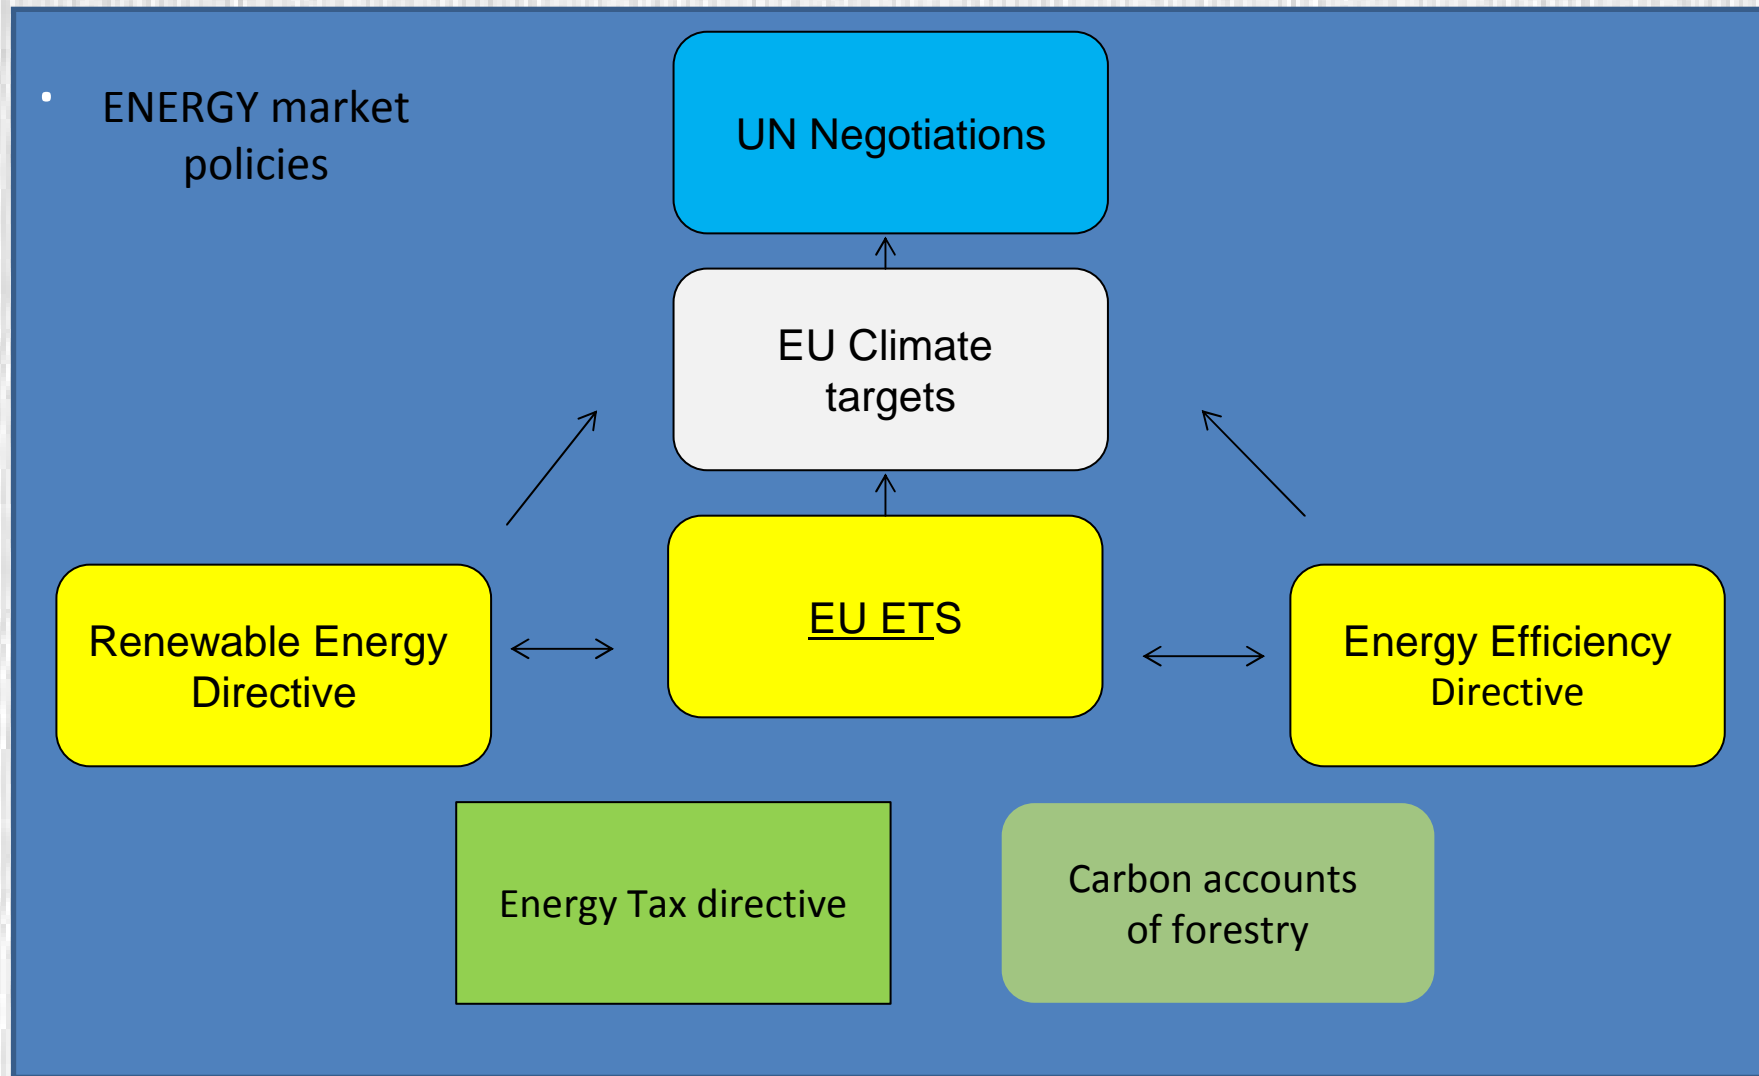 ENERGY market
policies
UN Negotiations
EU Climate
targets
EU ETS
Renewable Energy
Directive
Energy Efficiency
Directive
Energy Tax directive
Carbon accounts
of forestry